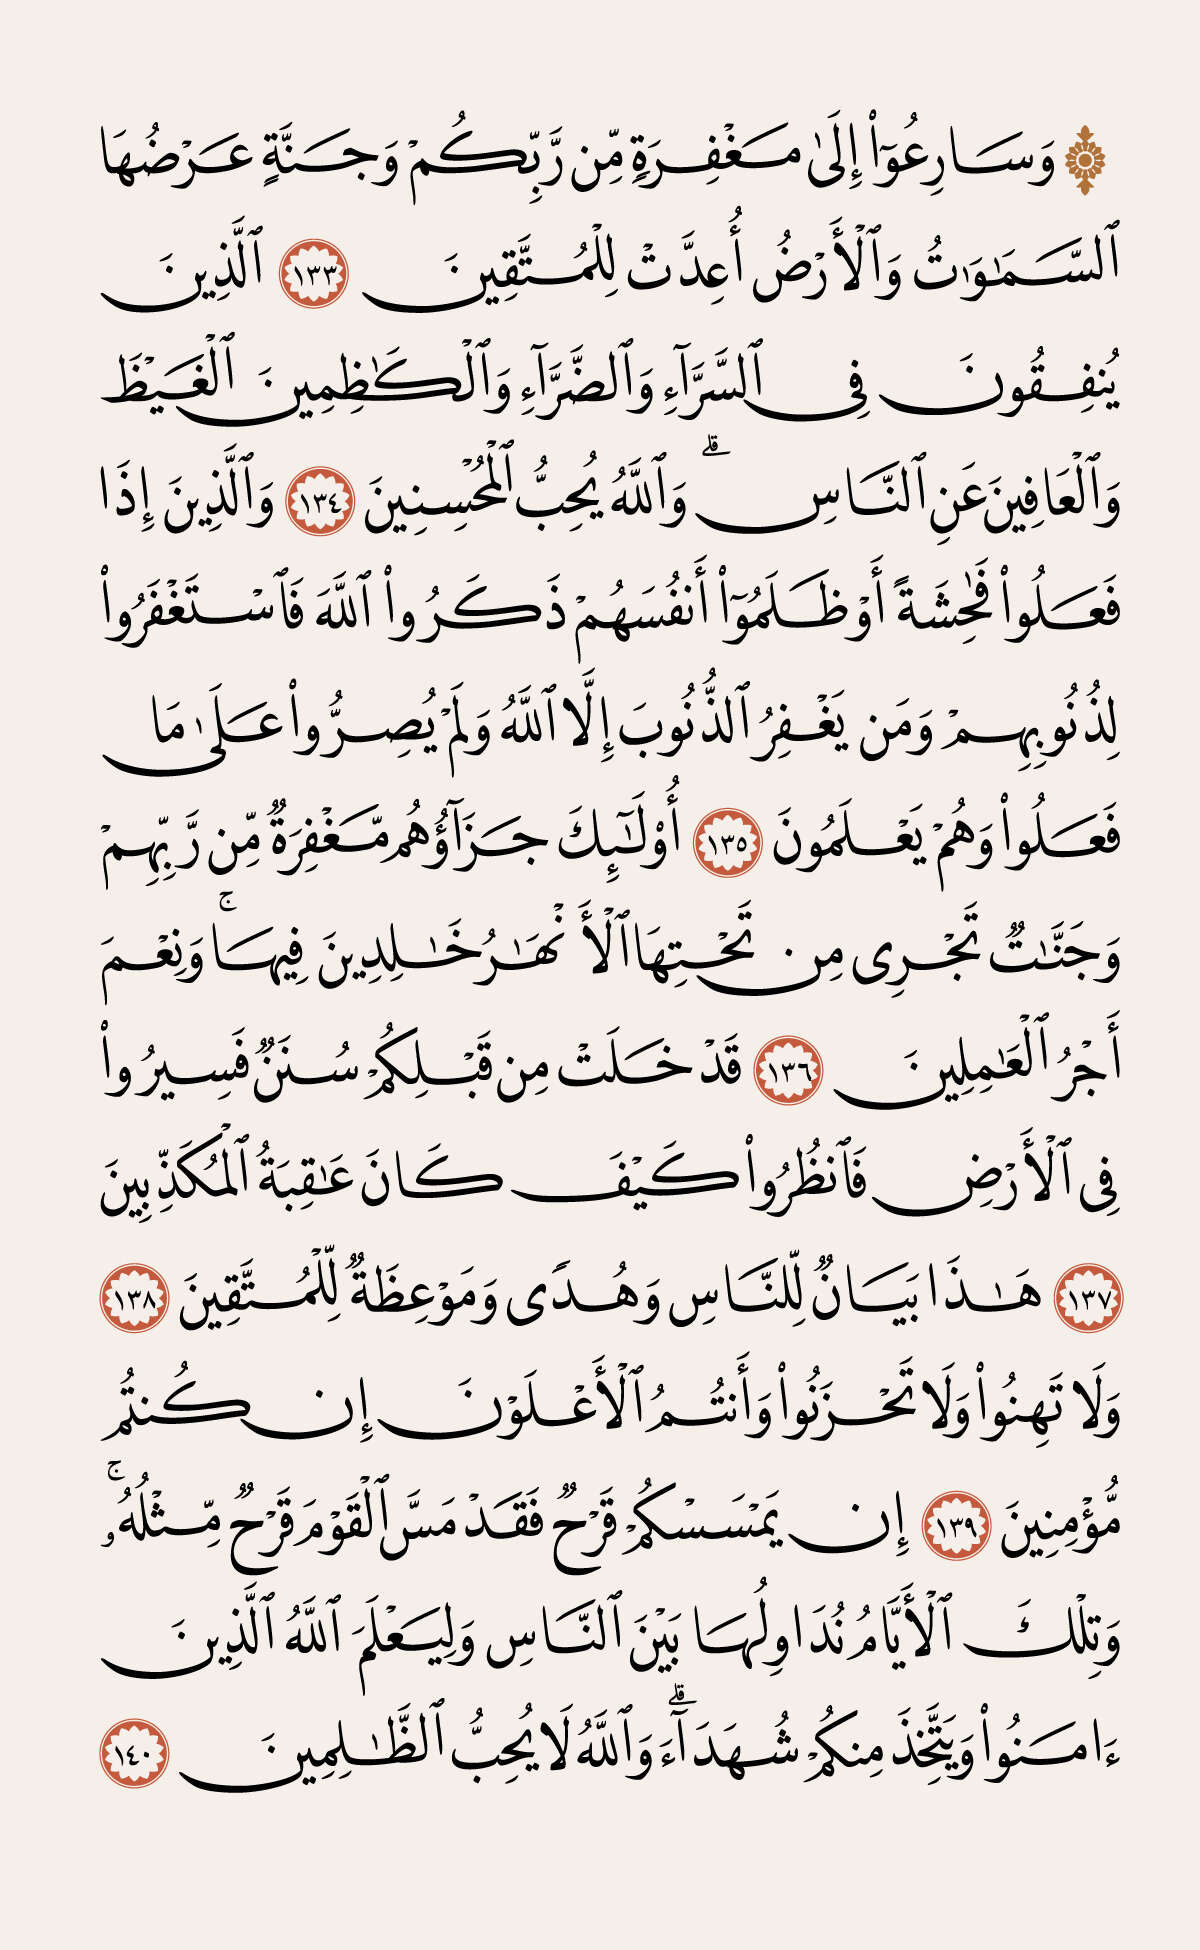 ۞ وَسَارِعُوٓا۟ إِلَىٰ مَغْفِرَةٍ مِّن رَّبِّكُمْ وَجَنَّةٍ عَرْضُهَا
ٱلسَّمَـٰوَٰتُ وَٱلْأَرْضُ أُعِدَّتْ لِلْمُتَّقِينَ ١٣٣ ٱلَّذِينَ
يُنفِقُونَ فِى ٱلسَّرَّآءِ وَٱلضَّرَّآءِ وَٱلْكَـٰظِمِينَ ٱلْغَيْظَ
وَٱلْعَافِينَ عَنِ ٱلنَّاسِ ۗ وَٱللَّهُ يُحِبُّ ٱلْمُحْسِنِينَ ١٣٤ وَٱلَّذِينَ إِذَا
فَعَلُوا۟ فَـٰحِشَةً أَوْ ظَلَمُوٓا۟ أَنفُسَهُمْ ذَكَرُوا۟ ٱللَّهَ فَٱسْتَغْفَرُوا۟
لِذُنُوبِهِمْ وَمَن يَغْفِرُ ٱلذُّنُوبَ إِلَّا ٱللَّهُ وَلَمْ يُصِرُّوا۟ عَلَىٰ مَا
فَعَلُوا۟ وَهُمْ يَعْلَمُونَ ١٣٥ أُو۟لَـٰٓئِكَ جَزَآؤُهُم مَّغْفِرَةٌ مِّن رَّبِّهِمْ
وَجَنَّـٰتٌ تَجْرِى مِن تَحْتِهَا ٱلْأَنْهَـٰرُ خَـٰلِدِينَ فِيهَا ۚ وَنِعْمَ
أَجْرُ ٱلْعَـٰمِلِينَ ١٣٦ قَدْ خَلَتْ مِن قَبْلِكُمْ سُنَنٌ فَسِيرُوا۟
فِى ٱلْأَرْضِ فَٱنظُرُوا۟ كَيْفَ كَانَ عَـٰقِبَةُ ٱلْمُكَذِّبِينَ
١٣٧ هَـٰذَا بَيَانٌ لِّلنَّاسِ وَهُدًى وَمَوْعِظَةٌ لِّلْمُتَّقِينَ ١٣٨
وَلَا تَهِنُوا۟ وَلَا تَحْزَنُوا۟ وَأَنتُمُ ٱلْأَعْلَوْنَ إِن كُنتُم
مُّؤْمِنِينَ ١٣٩ إِن يَمْسَسْكُمْ قَرْحٌ فَقَدْ مَسَّ ٱلْقَوْمَ قَرْحٌ مِّثْلُهُۥ ۚ
وَتِلْكَ ٱلْأَيَّامُ نُدَاوِلُهَا بَيْنَ ٱلنَّاسِ وَلِيَعْلَمَ ٱللَّهُ ٱلَّذِينَ
ءَامَنُوا۟ وَيَتَّخِذَ مِنكُمْ شُهَدَآءَ ۗ وَٱللَّهُ لَا يُحِبُّ ٱلظَّـٰلِمِينَ ١٤٠